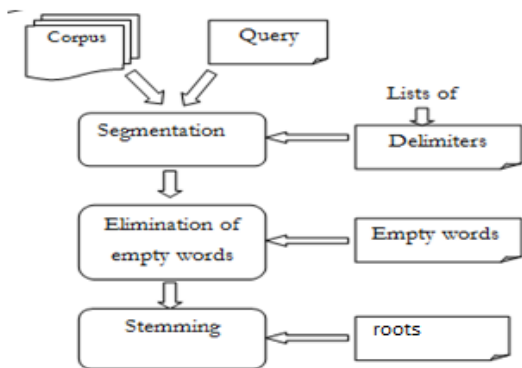 Corpus
Query
Lists of
Segmentation
Delimiters
Elimination of
empty words
Empty words
Stemming
roots